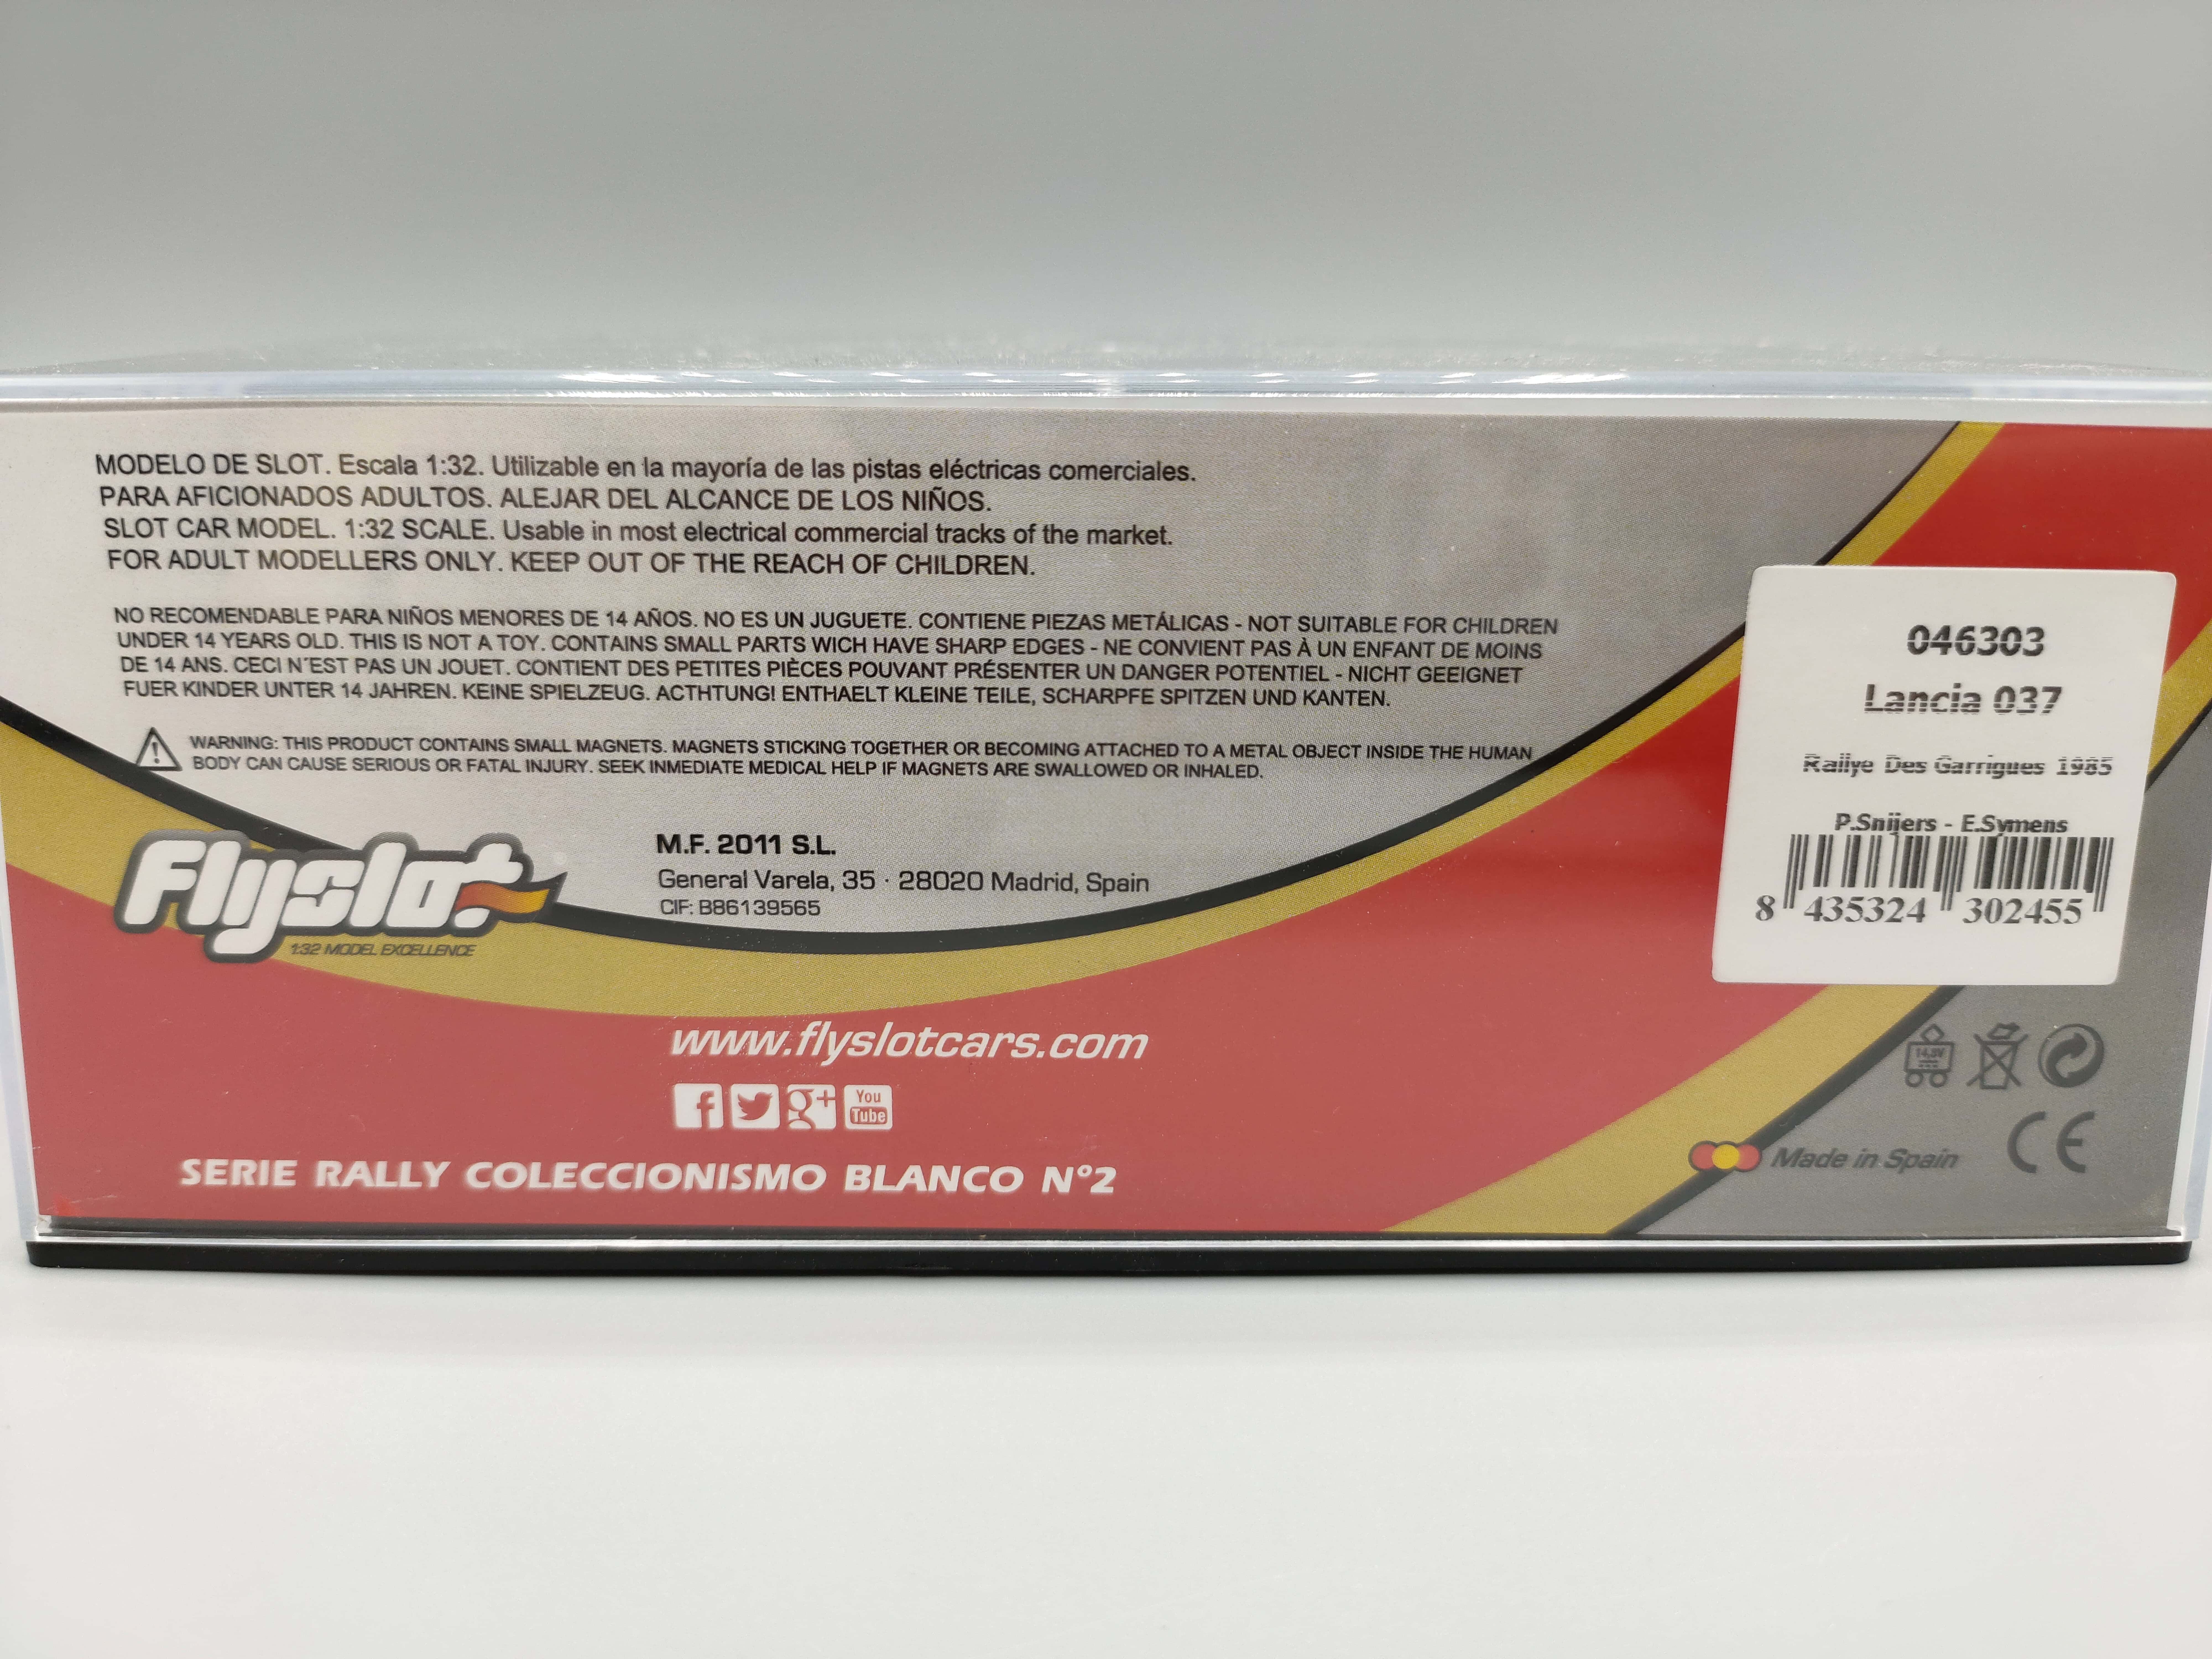 MODELO DE SLOT. Escala 1:32. Utilizable en la mayoría de las pistas eléctricas comerciales.
PARA AFICIONADOS ADULTOS. ALEJAR DEL ALCANCE DE LOS NIÑOS.
SLOT CAR MODEL. 1:32 SCALE. Usable in most electrical commercial tracks of the market.
FOR ADULT MODELLERS ONLY. KEEP OUT OF THE REACH OF CHILDREN.
NO RECOMENDABLE PARA NIÑOS MENORES DE 14 AÑOS. NO ES UN JUGUETE. CONTIENE PIEZAS METÁLICAS - NOT SUITABLE FOR CHILDREN
UNDER 14 YEARS OLD. THIS IS NOT A TOY. CONTAINS SMALL PARTS WICH HAVE SHARP EDGES - NE CONVIENT PAS À UN ENFANT DE MOINS
DE 14 ANS. CECI N´EST PAS UN JOUET. CONTIENT DES PETITES PIÈCES POUVANT PRÉSENTER UN DANGER POTENTIEL - NICHT GEEIGNET
FUER KINDER UNTER 14 JAHREN. KEINE SPIELZEUG. ACTHTUNG! ENTHAELT KLEINE TEILE, SCHARPFE SPITZEN UND KANTEN.
WARNING: THIS PRODUCT CONTAINS SMALL MAGNETS. MAGNETS STICKING TOGETHER OR BECOMING ATTACHED TO A METAL OBJECT INSIDE THE HUMAN
BODY CAN CAUSE SERIOUS OR FATAL INJURY. SEEK INMEDIATE MEDICAL HELP IF MAGNETS ARE SWALLOWED OR INHALED.
Flyslot
1:32 MODEL EXCELLENCE
M.F. 2011 S.L.
General Varela, 35 · 28020 Madrid, Spain
CIF: B86139565
www.flyslotcars.com
f g+ You Tube
SERIE RALLY COLECCIONISMO BLANCO Nº2
046303
Lancia 037
Rallye Des Garrigues 1985
P.Snijers - E.Symens
8 435324 302455
14,8V
Made in Spain
CE